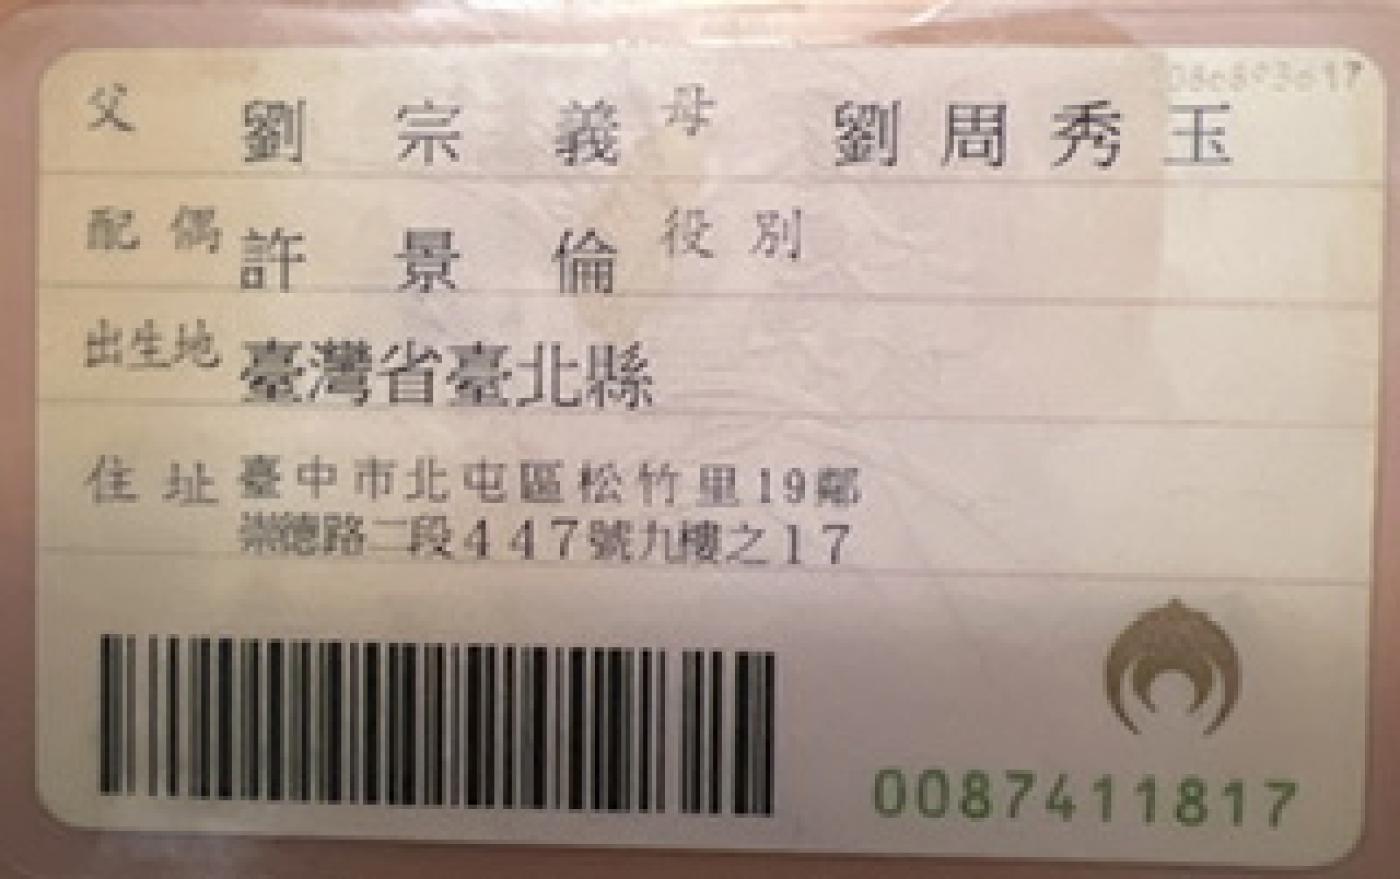 父 劉宗義 母 劉周秀玉
配偶 許景倫 役別
出生地 臺灣省臺北縣
住址 臺中市北屯區松竹里19鄰
崇德路二段447號九樓之17
0087411817